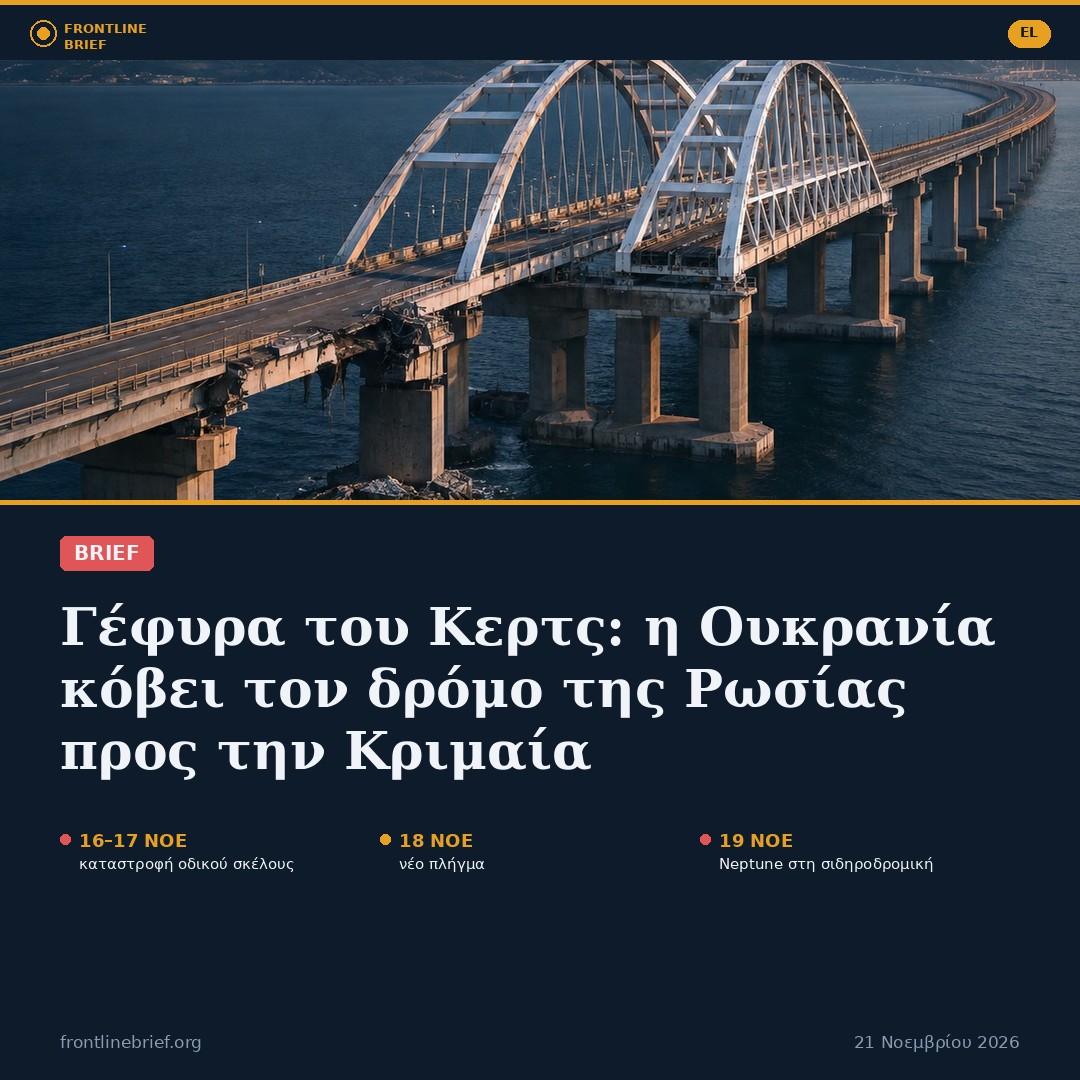 FRONTLINE
BRIEF
EL
BRIEF
Γέφυρα του Κερτς: η Ουκρανία
κόβει τον δρόμο της Ρωσίας
προς την Κριμαία
16–17 ΝΟΕ
καταστροφή οδικού σκέλους
18 ΝΟΕ
νέο πλήγμα
19 ΝΟΕ
Neptune στη σιδηροδρομική
frontlinebrief.org
21 Νοεμβρίου 2026